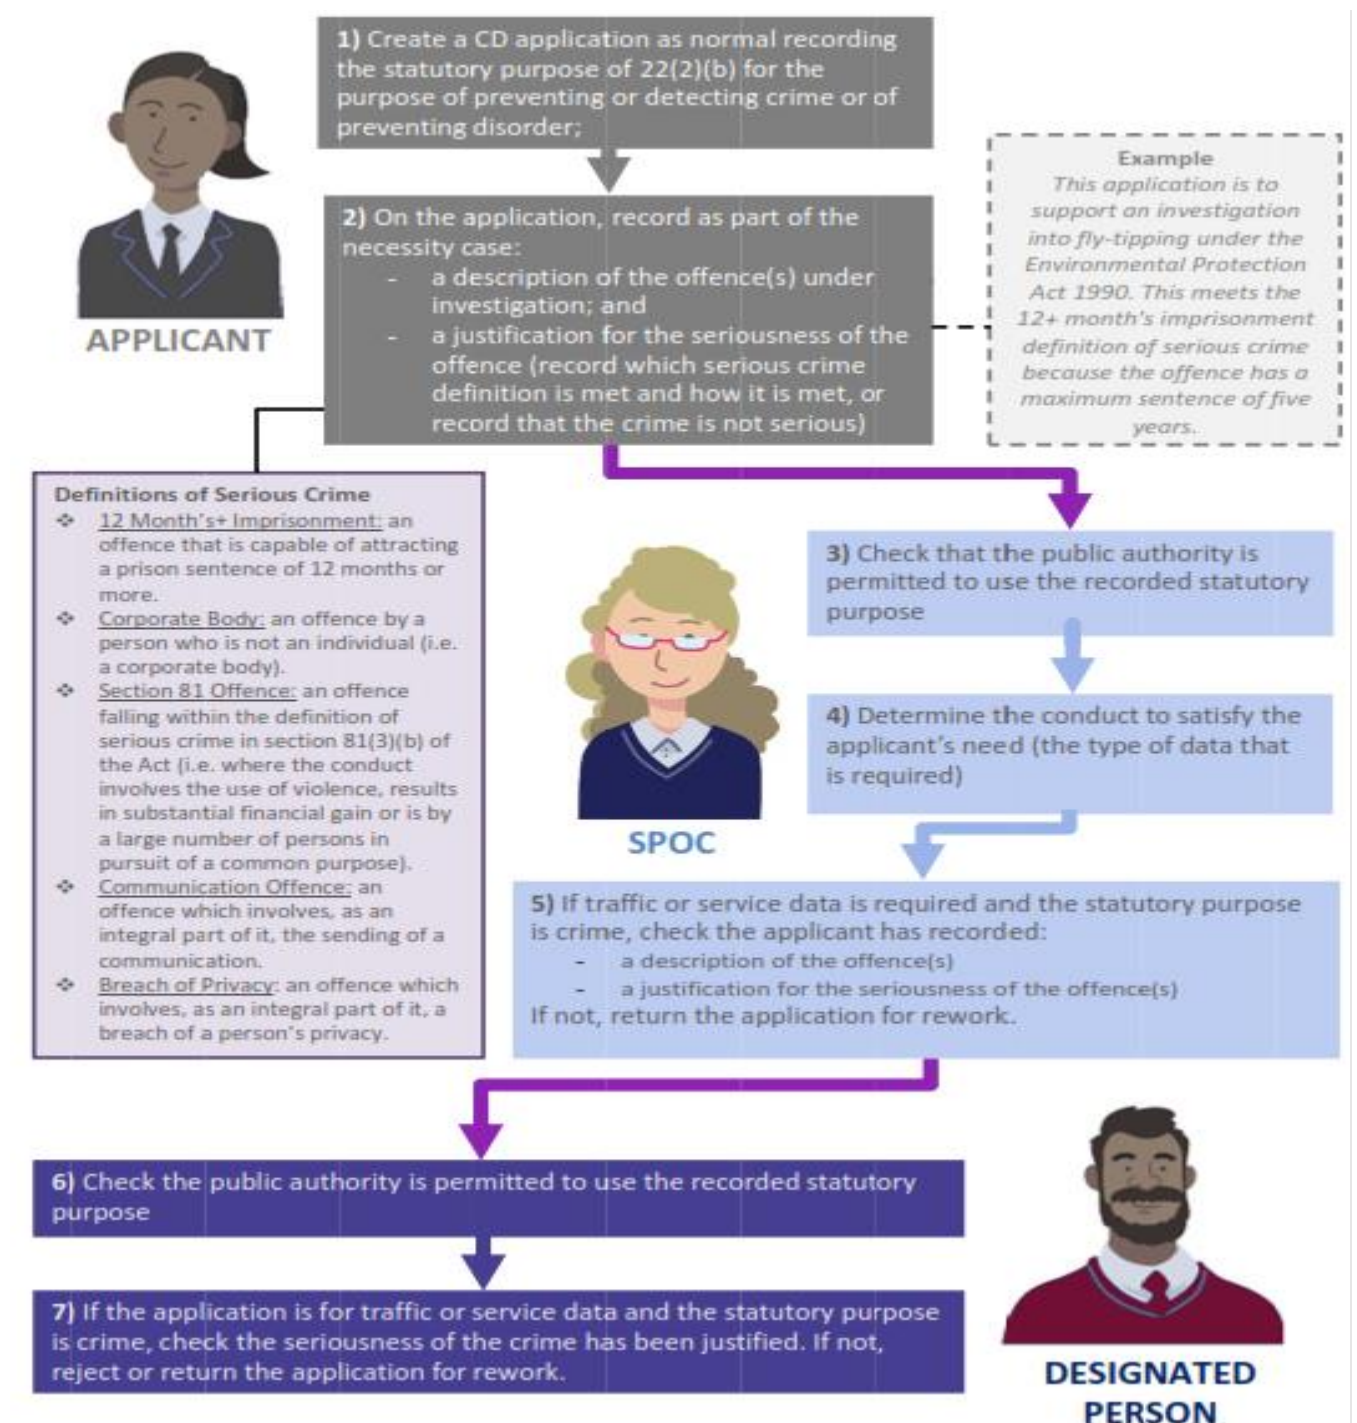 1) Create a CD application as normal recording
the statutory purpose of 22(2)(b) for the
purpose of preventing or detecting crime or of
preventing disorder;
APPLICANT
2) On the application, record as part of the
necessity case:
- a description of the offence(s) under
investigation; and
- a justification for the seriousness of the
offence (record which serious crime
definition is met and how it is met, or
record that the crime is not serious)
Example
This application is to
support an investigation
into fly-tipping under the
Environmental Protection
Act 1990. This meets the
12+ month's imprisonment
definition of serious crime
because the offence has a
maximum sentence of five
years.
Definitions of Serious Crime
❖ 12 Month's+ Imprisonment: an
offence that is capable of attracting
a prison sentence of 12 months or
more.
❖ Corporate Body: an offence by a
person who is not an individual (i.e.
a corporate body).
❖ Section 81 Offence: an offence
falling within the definition of
serious crime in section 81(3)(b) of
the Act (i.e. where the conduct
involves the use of violence, results
in substantial financial gain or is by
a large number of persons in
pursuit of a common purpose).
❖ Communication Offence: an
offence which involves, as an
integral part of it, the sending of a
communication.
❖ Breach of Privacy: an offence which
involves, as an integral part of it, a
breach of a person's privacy.
SPOC
3) Check that the public authority is
permitted to use the recorded statutory
purpose
4) Determine the conduct to satisfy the
applicant's need (the type of data that
is required)
5) If traffic or service data is required and the statutory purpose
is crime, check the applicant has recorded:
- a description of the offence(s)
- a justification for the seriousness of the offence(s)
If not, return the application for rework.
6) Check the public authority is permitted to use the recorded statutory
purpose
7) If the application is for traffic or service data and the statutory purpose
is crime, check the seriousness of the crime has been justified. If not,
reject or return the application for rework.
DESIGNATED
PERSON